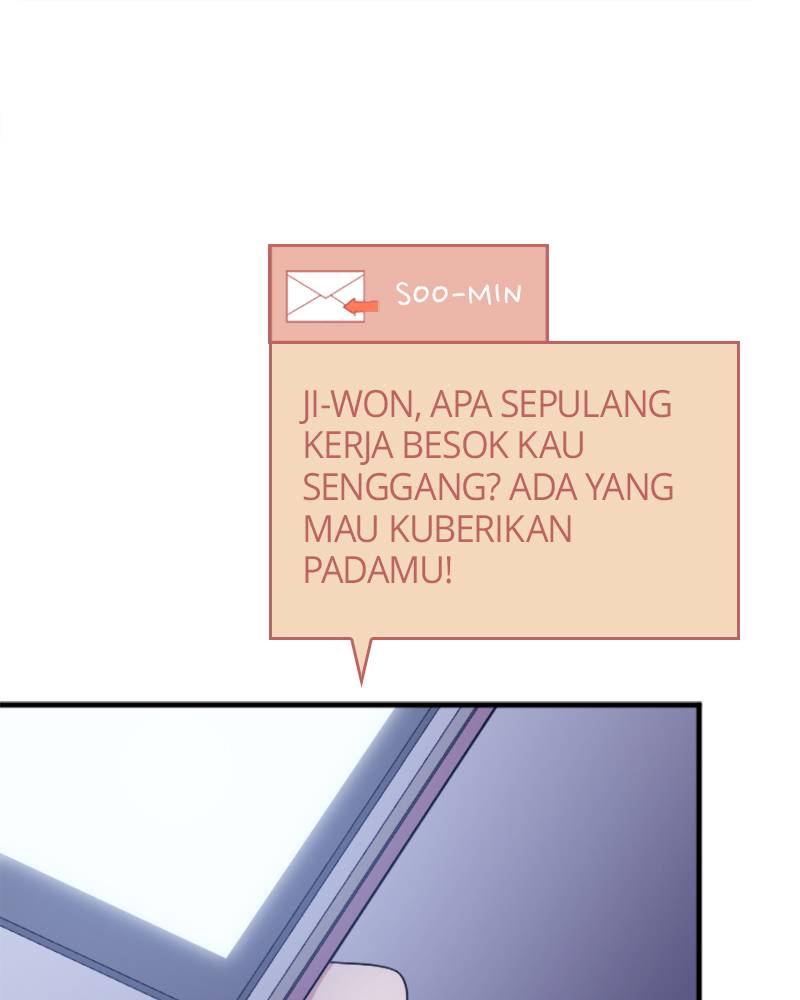 SOO-MIN
JI-WON, APA SEPULANG
KERJA BESOK KAU
SENGGANG? ADA YANG
MAU KUBERIKAN
PADAMU!